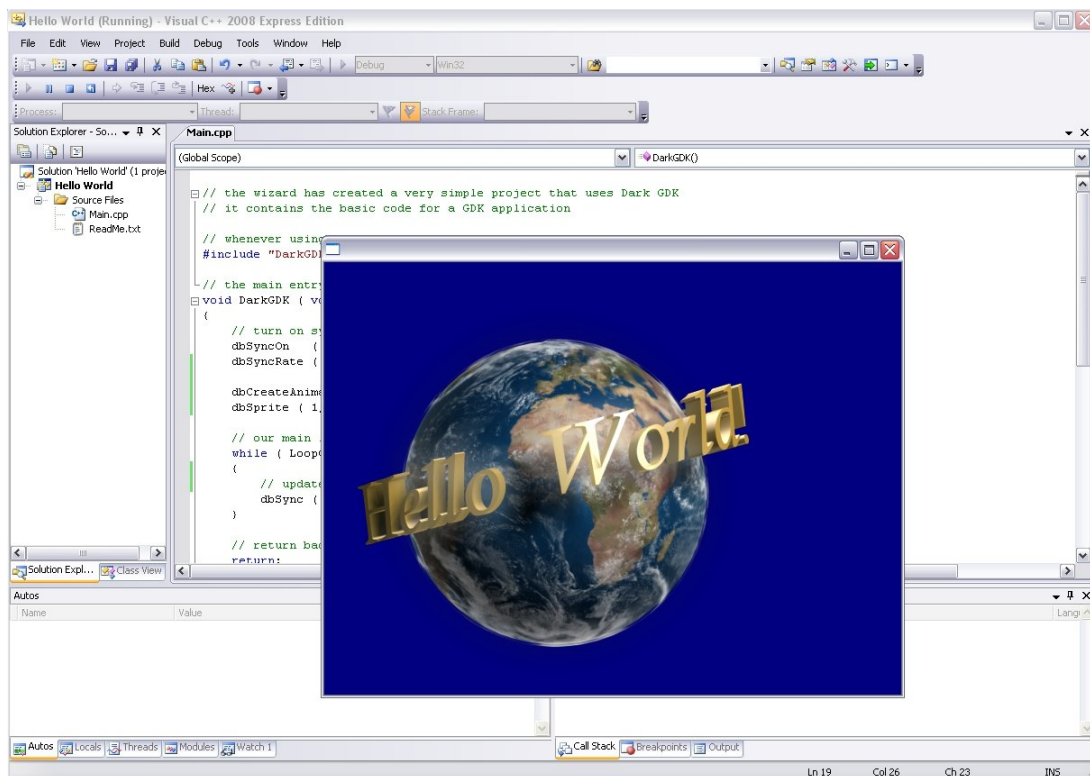 Hello World (Running) - Visual C++ 2008 Express Edition
File Edit View Project Build Debug Tools Window Help
Debug Win32
Hex
Process: Thread: Stack Frame:
Solution Explorer - So...
Main.cpp
(Global Scope) DarkGDK()
Solution 'Hello World' (1 proje
Hello World
Source Files
Main.cpp
ReadMe.txt
// the wizard has created a very simple project that uses Dark GDK
// it contains the basic code for a GDK application
// whenever using
#include "DarkGD
// the main entry
void DarkGDK ( vo
{
// turn on sy
dbSyncOn (
dbSyncRate (
dbCreateAnima
dbSprite ( 1,
// our main
while ( Loop
{
// update
dbSync (
}
// return bac
return;
Hello World!
Solution Expl... Class View
Autos
Name Value Langu
Autos Locals Threads Modules Watch 1
Call Stack Breakpoints Output
Ln 19 Col 26 Ch 23 INS